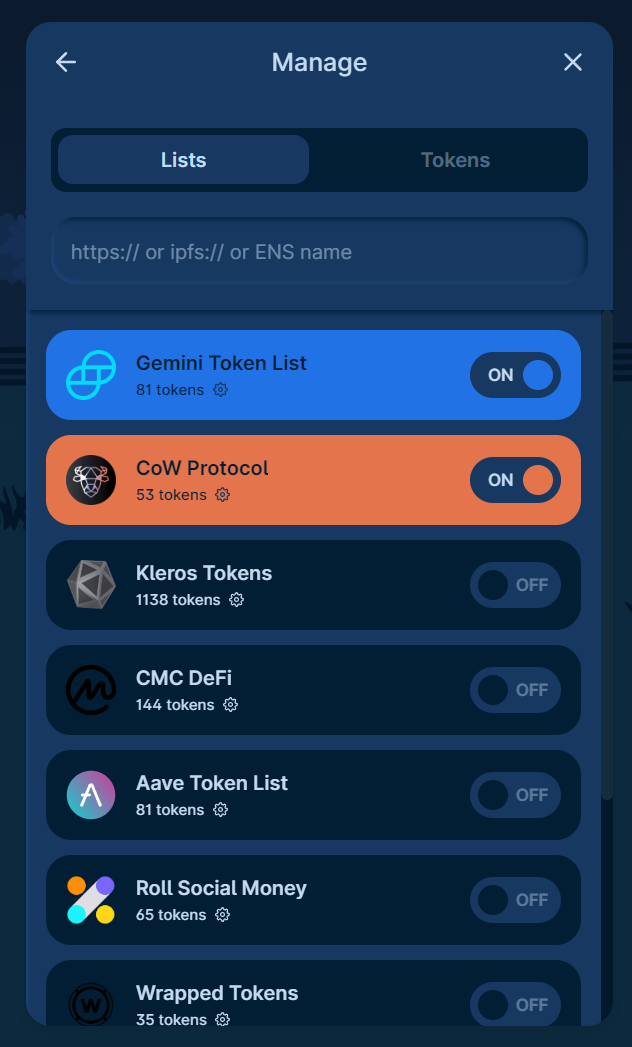 Manage
Lists
Tokens
https:// or ipfs:// or ENS name
Gemini Token List
81 tokens
ON
CoW Protocol
53 tokens
ON
Kleros Tokens
1138 tokens
OFF
CMC DeFi
144 tokens
OFF
Aave Token List
81 tokens
OFF
Roll Social Money
65 tokens
OFF
W
Wrapped Tokens
35 tokens
OFF